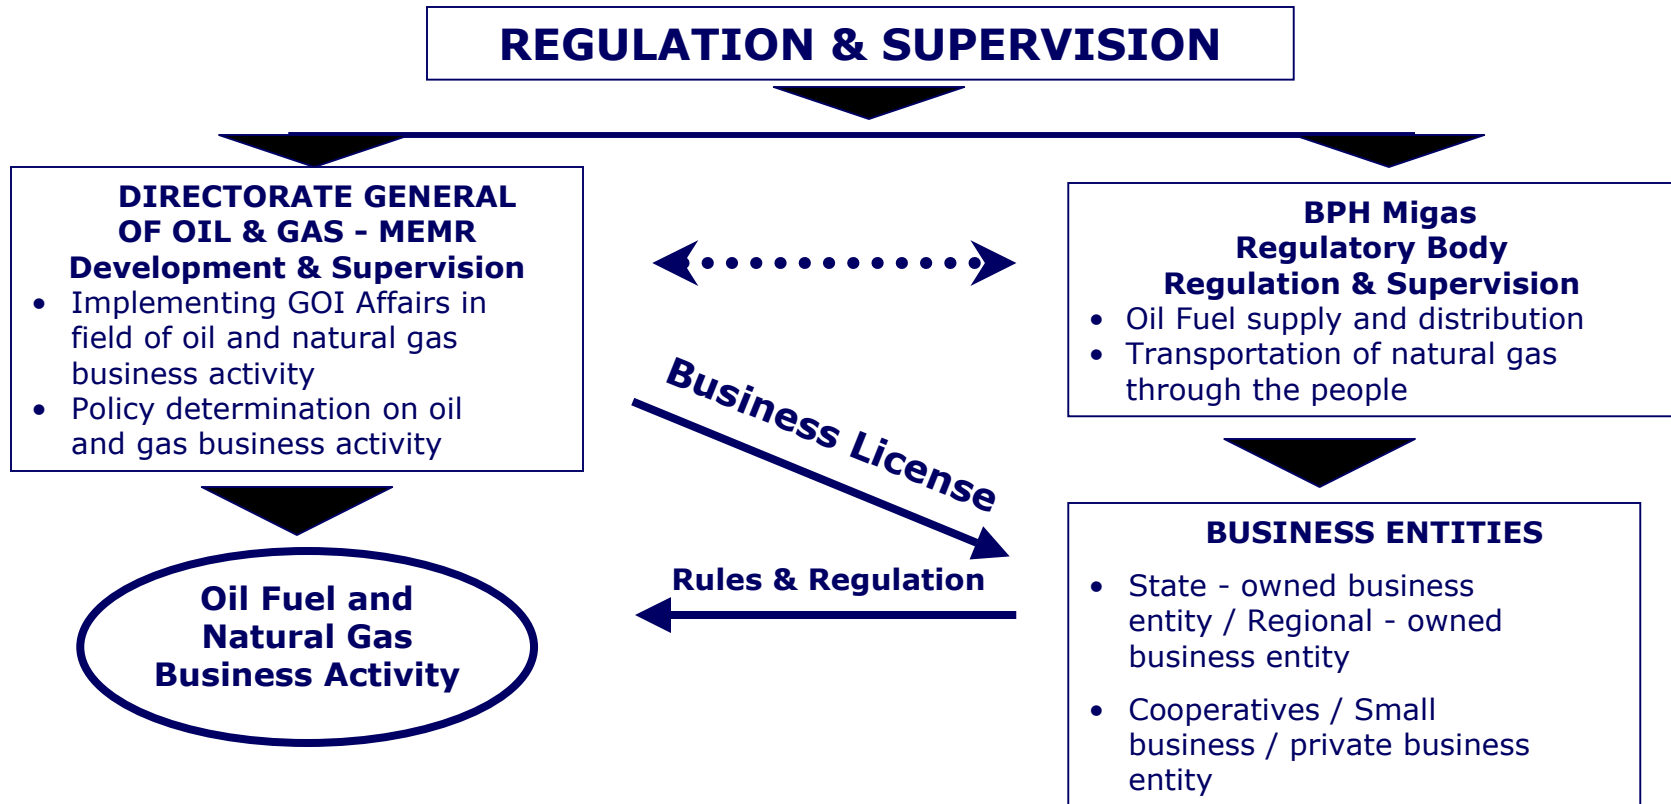 REGULATION & SUPERVISION
DIRECTORATE GENERAL
OF OIL & GAS - MEMR
Development & Supervision
• Implementing GOI Affairs in
field of oil and natural gas
business activity
• Policy determination on oil
and gas business activity
BPH Migas
Regulatory Body
Regulation & Supervision
• Oil Fuel supply and distribution
• Transportation of natural gas
through the people
Business License
Rules & Regulation
Oil Fuel and
Natural Gas
Business Activity
BUSINESS ENTITIES
• State - owned business
entity / Regional - owned
business entity
• Cooperatives / Small
business / private business
entity